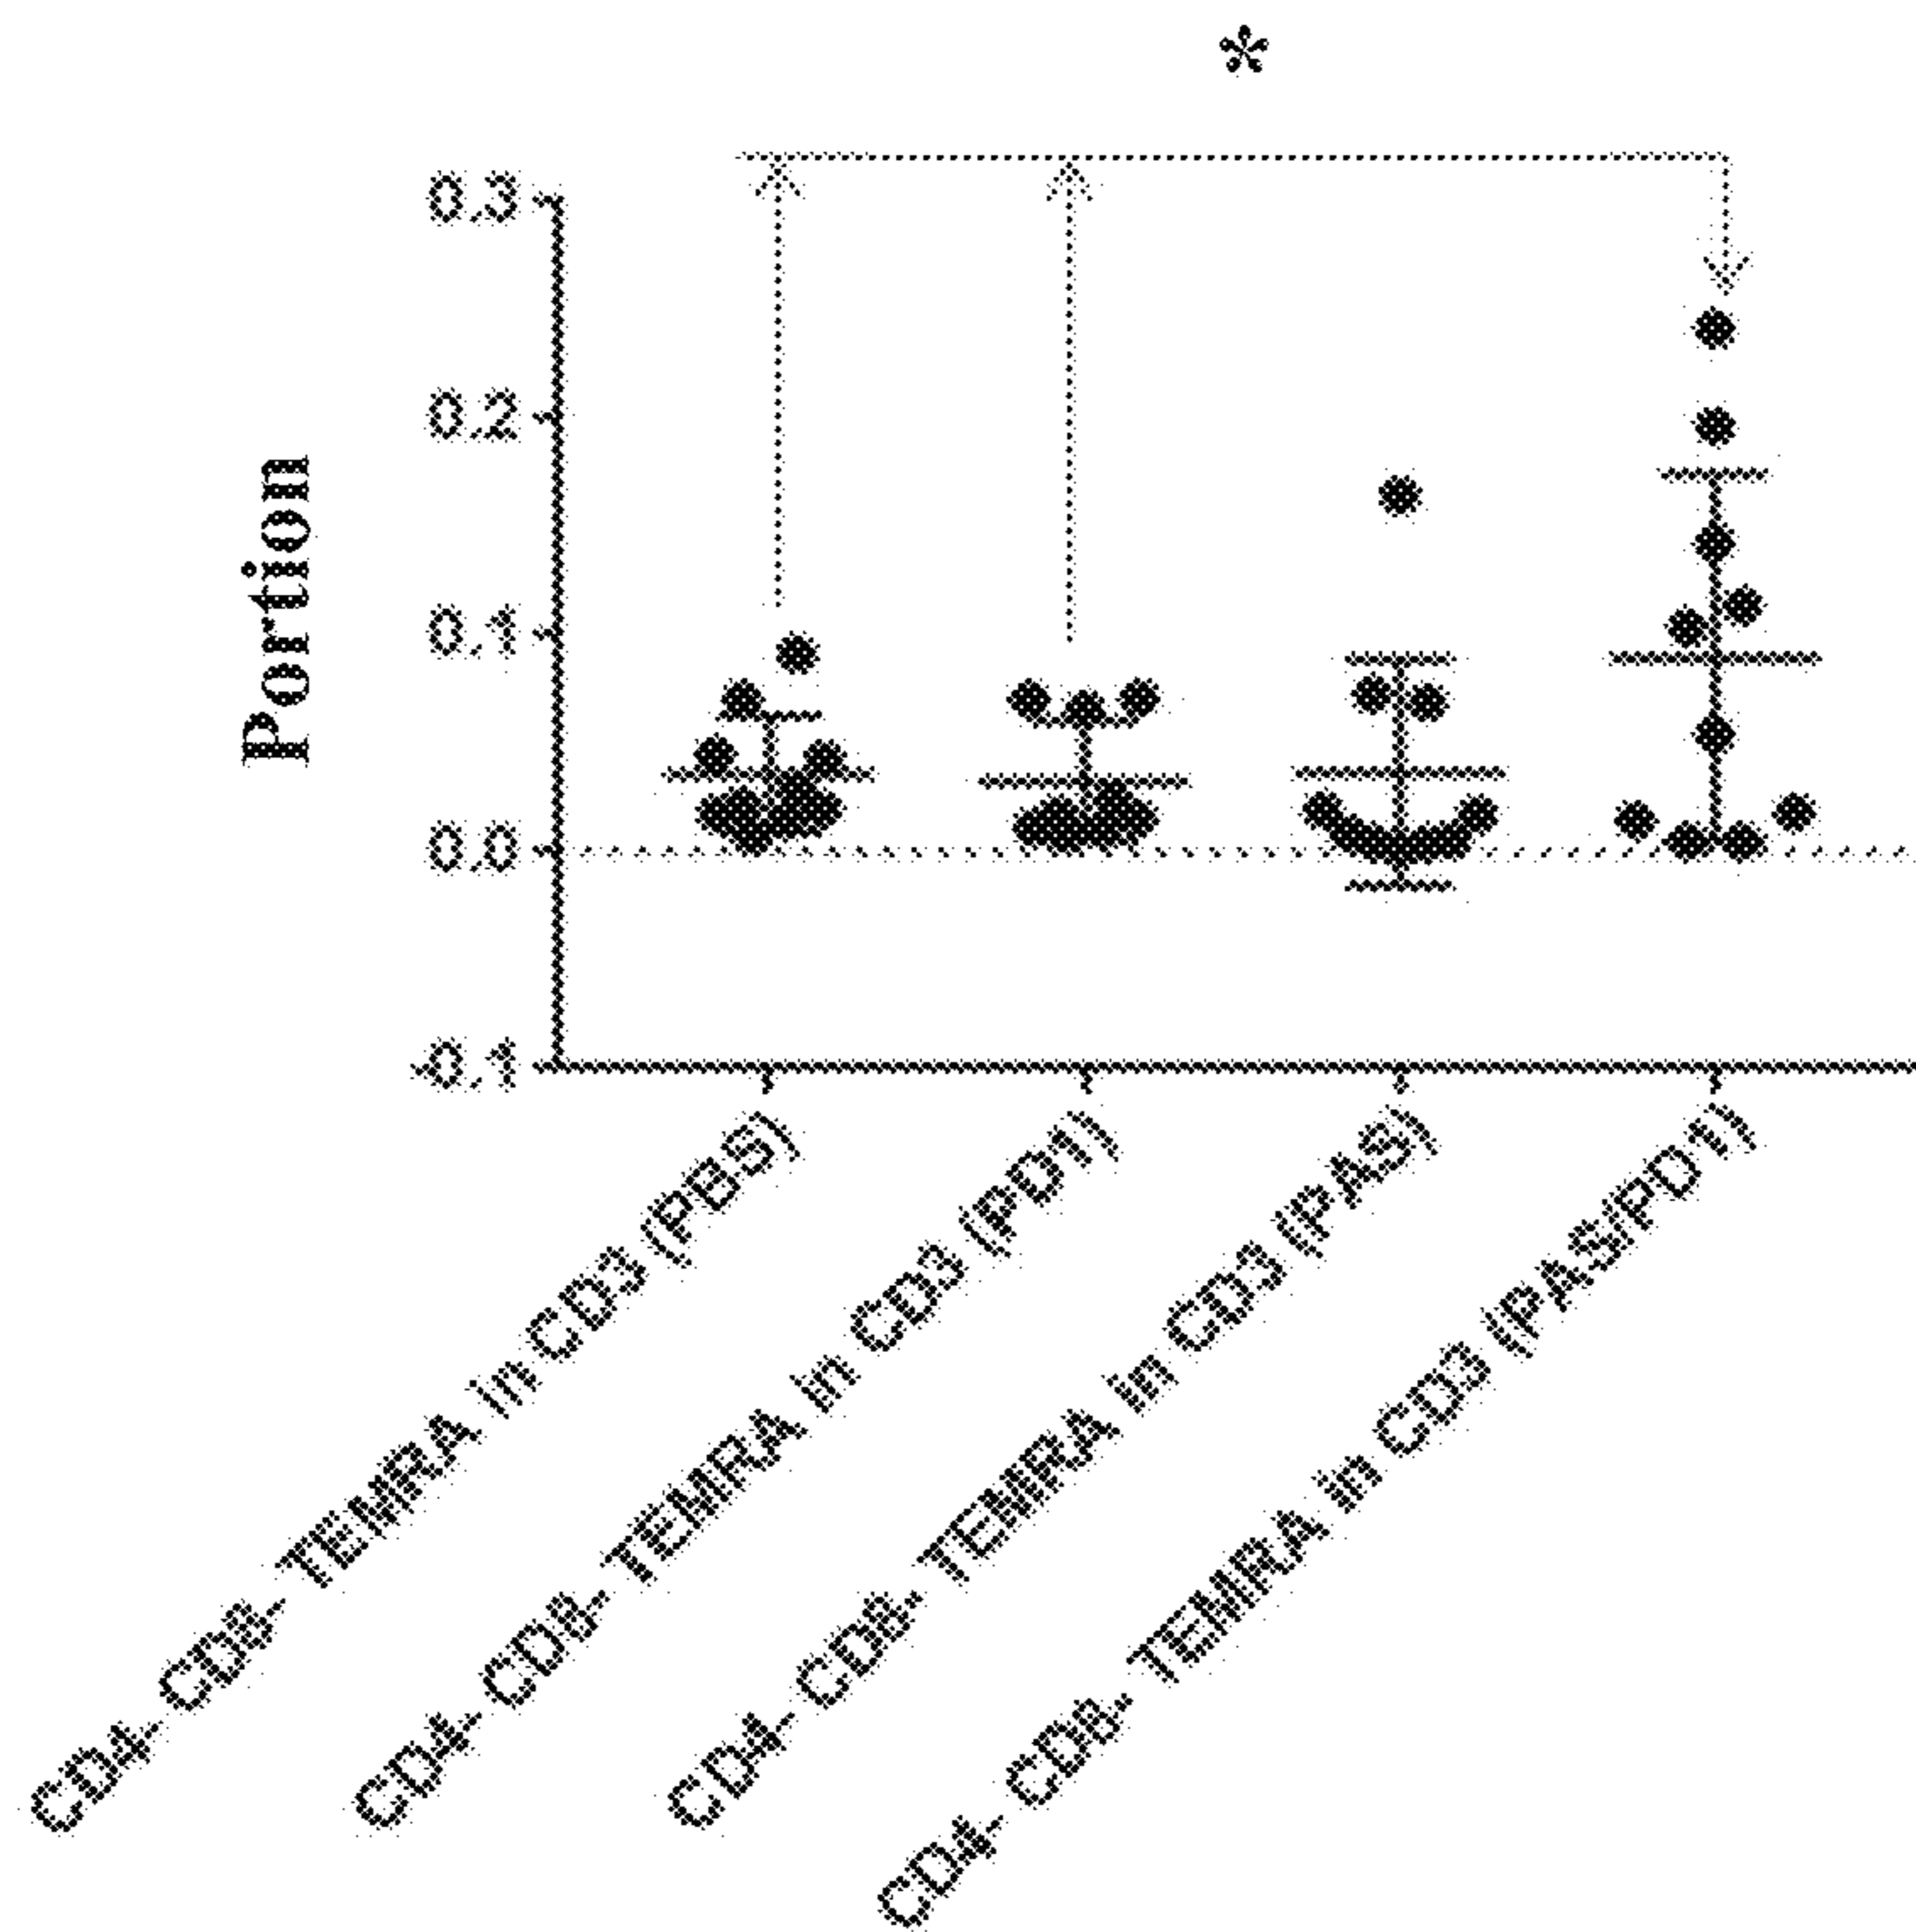 *
Portion
0.3
0.2
0.1
0.0
-0.1
CD4- CD8- TEMRA in CD3 (PBS)
CD4- CD8- TEMRA in CD3 (PD1)
CD4- CD8- TEMRA in CD3 (PAS)
CD4- CD8- TEMRA in CD3 (PAS/PD1)